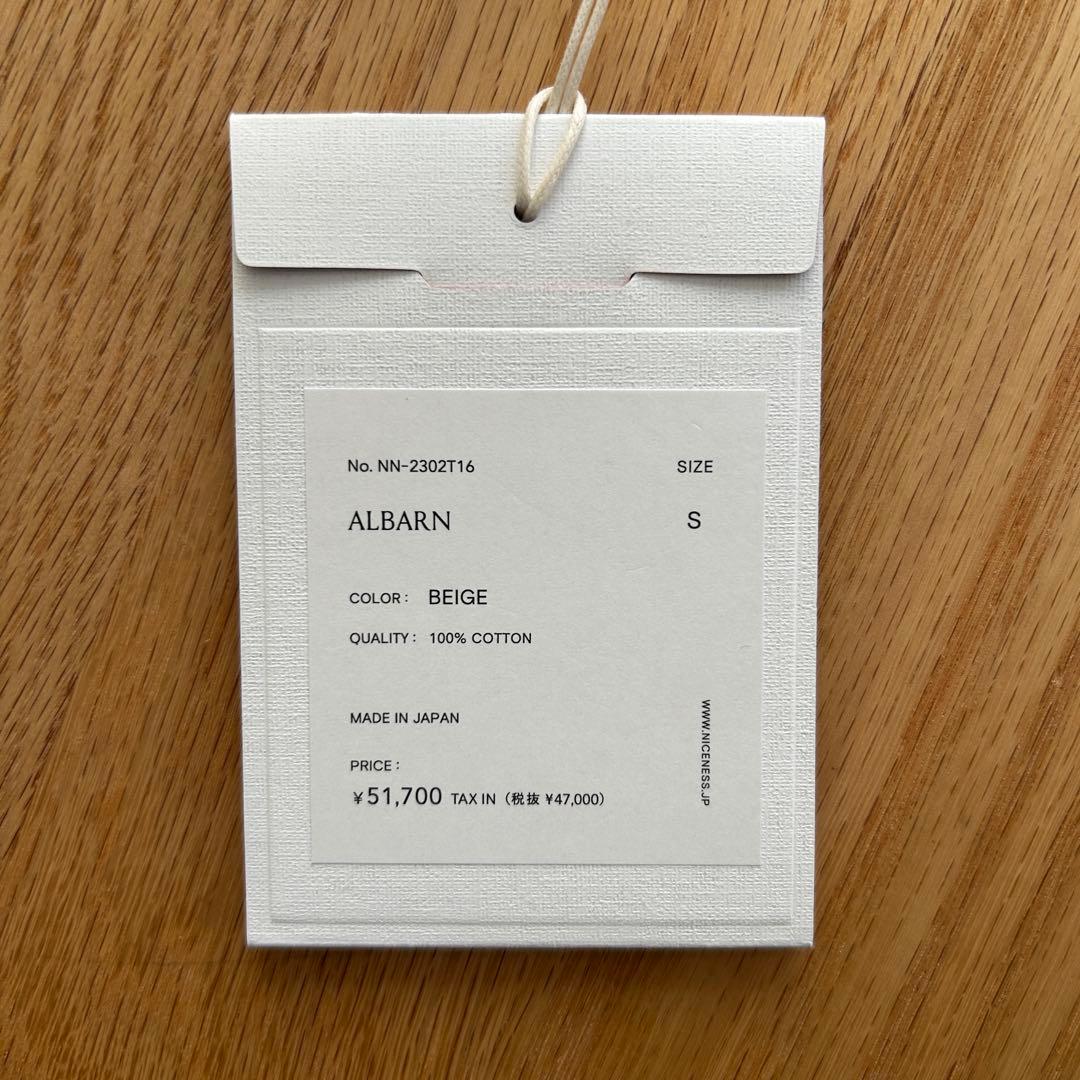 No. NN-2302T16
SIZE
ALBARN
S
COLOR : BEIGE
QUALITY : 100% COTTON
MADE IN JAPAN
PRICE :
¥51,700 TAX IN (税抜 ¥47,000)
WWW.NICENESS.JP